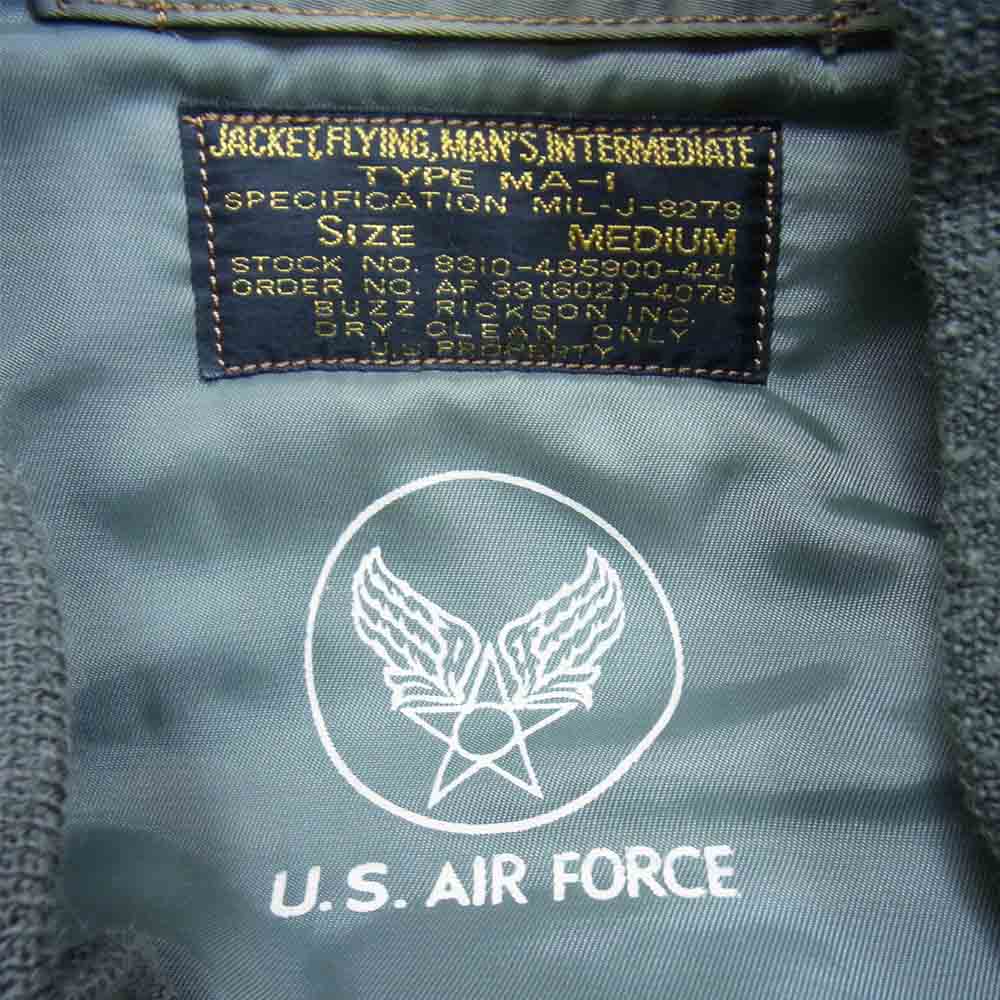 JACKET, FLYING, MAN'S, INTERMEDIATE
TYPE MA-1
SPECIFICATION MIL-J-8279
SIZE MEDIUM
STOCK NO. 8310-485900-441
ORDER NO. AF 33(602)-4078
BUZZ RICKSON INC.
DRY CLEAN ONLY
U.S PROPERTY
U.S. AIR FORCE